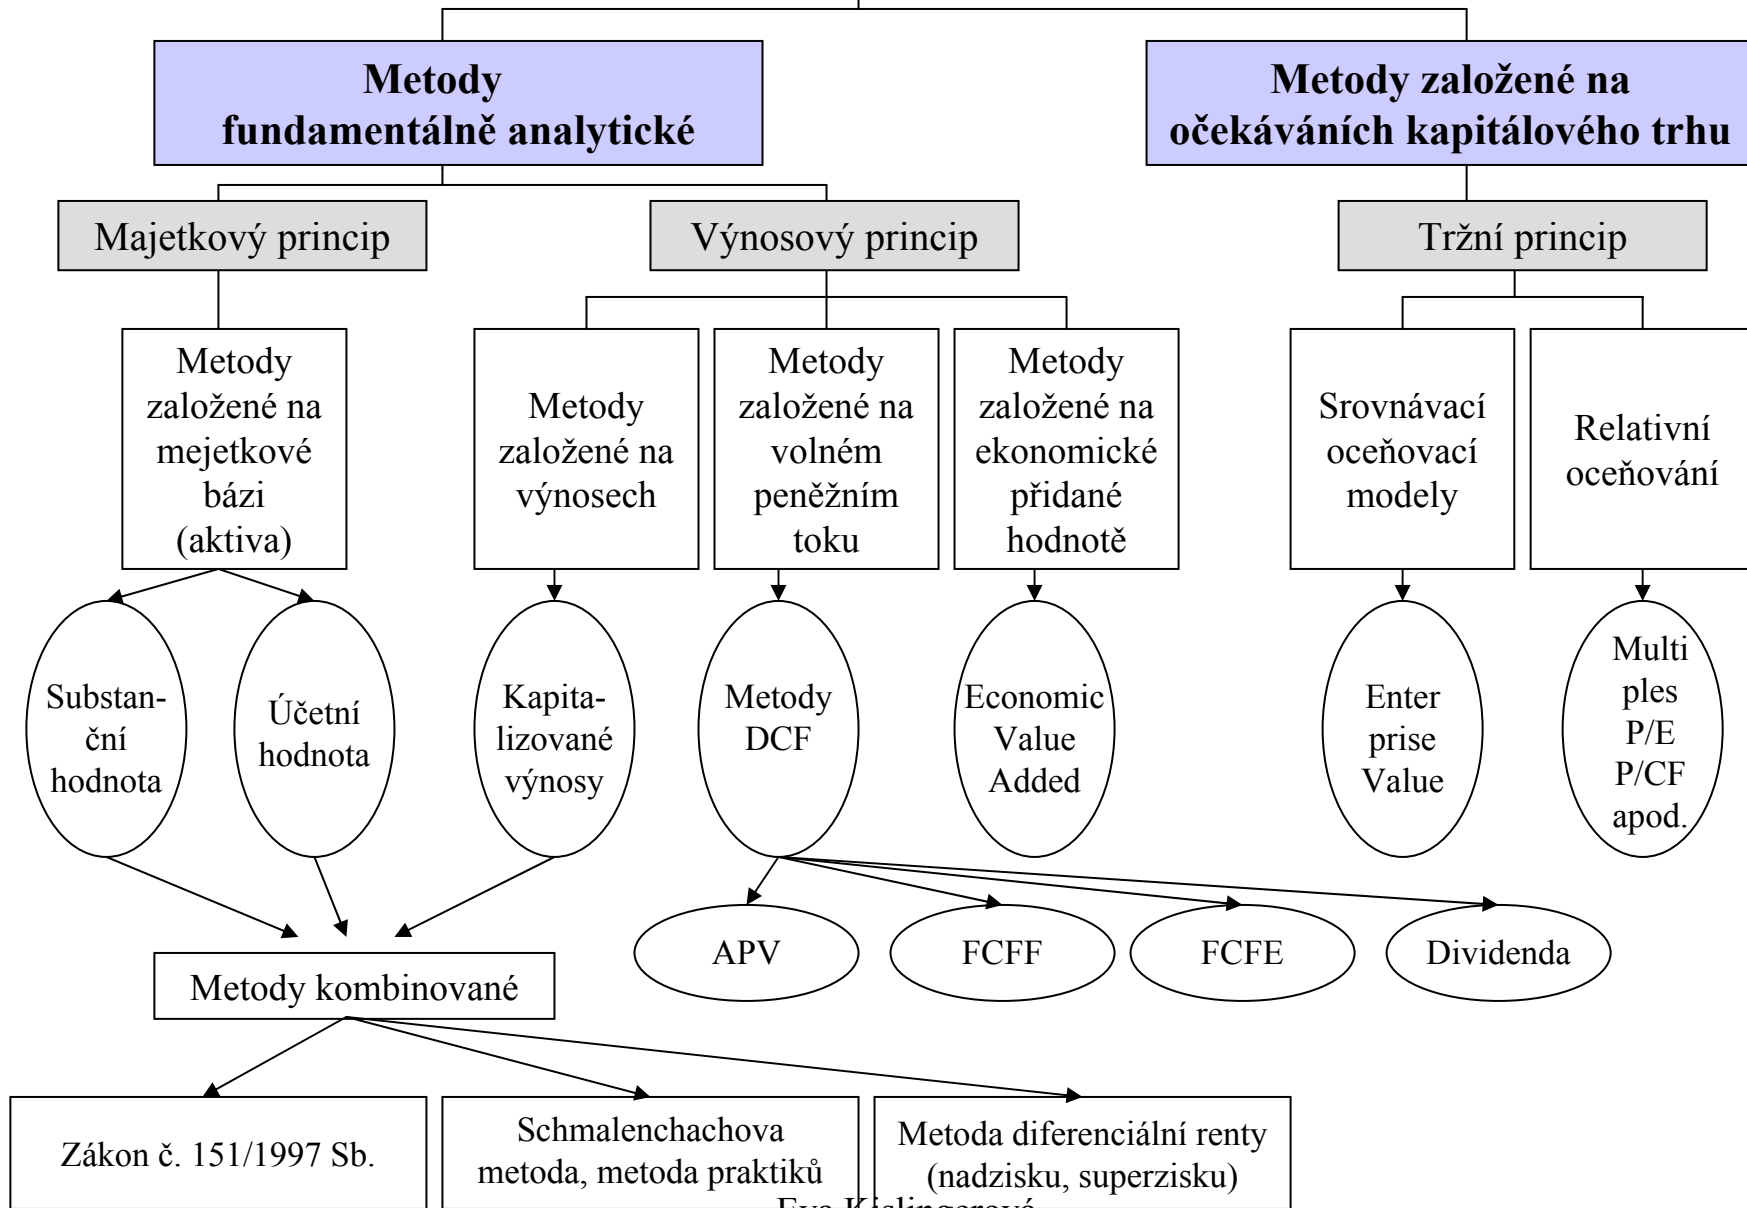 Metody
fundamentálně analytické
Metody založené na
očekáváních kapitálového trhu
Majetkový princip
Výnosový princip
Tržní princip
Metody
založené na
mejetkové
bázi
(aktiva)
Metody
založené na
výnosech
Metody
založené na
volném
peněžním
toku
Metody
založené na
ekonomické
přidané
hodnotě
Srovnávací
oceňovací
modely
Relativní
oceňování
Substan-
ční
hodnota
Účetní
hodnota
Kapita-
lizované
výnosy
Metody
DCF
Economic
Value
Added
Enter
prise
Value
Multi
ples
P/E
P/CF
apod.
APV
FCFF
FCFE
Dividenda
Metody kombinované
Zákon č. 151/1997 Sb.
Schmalenchachova
metoda, metoda praktiků
Metoda diferenciální renty
(nadzisku, superzisku)
Eva Kislingerová